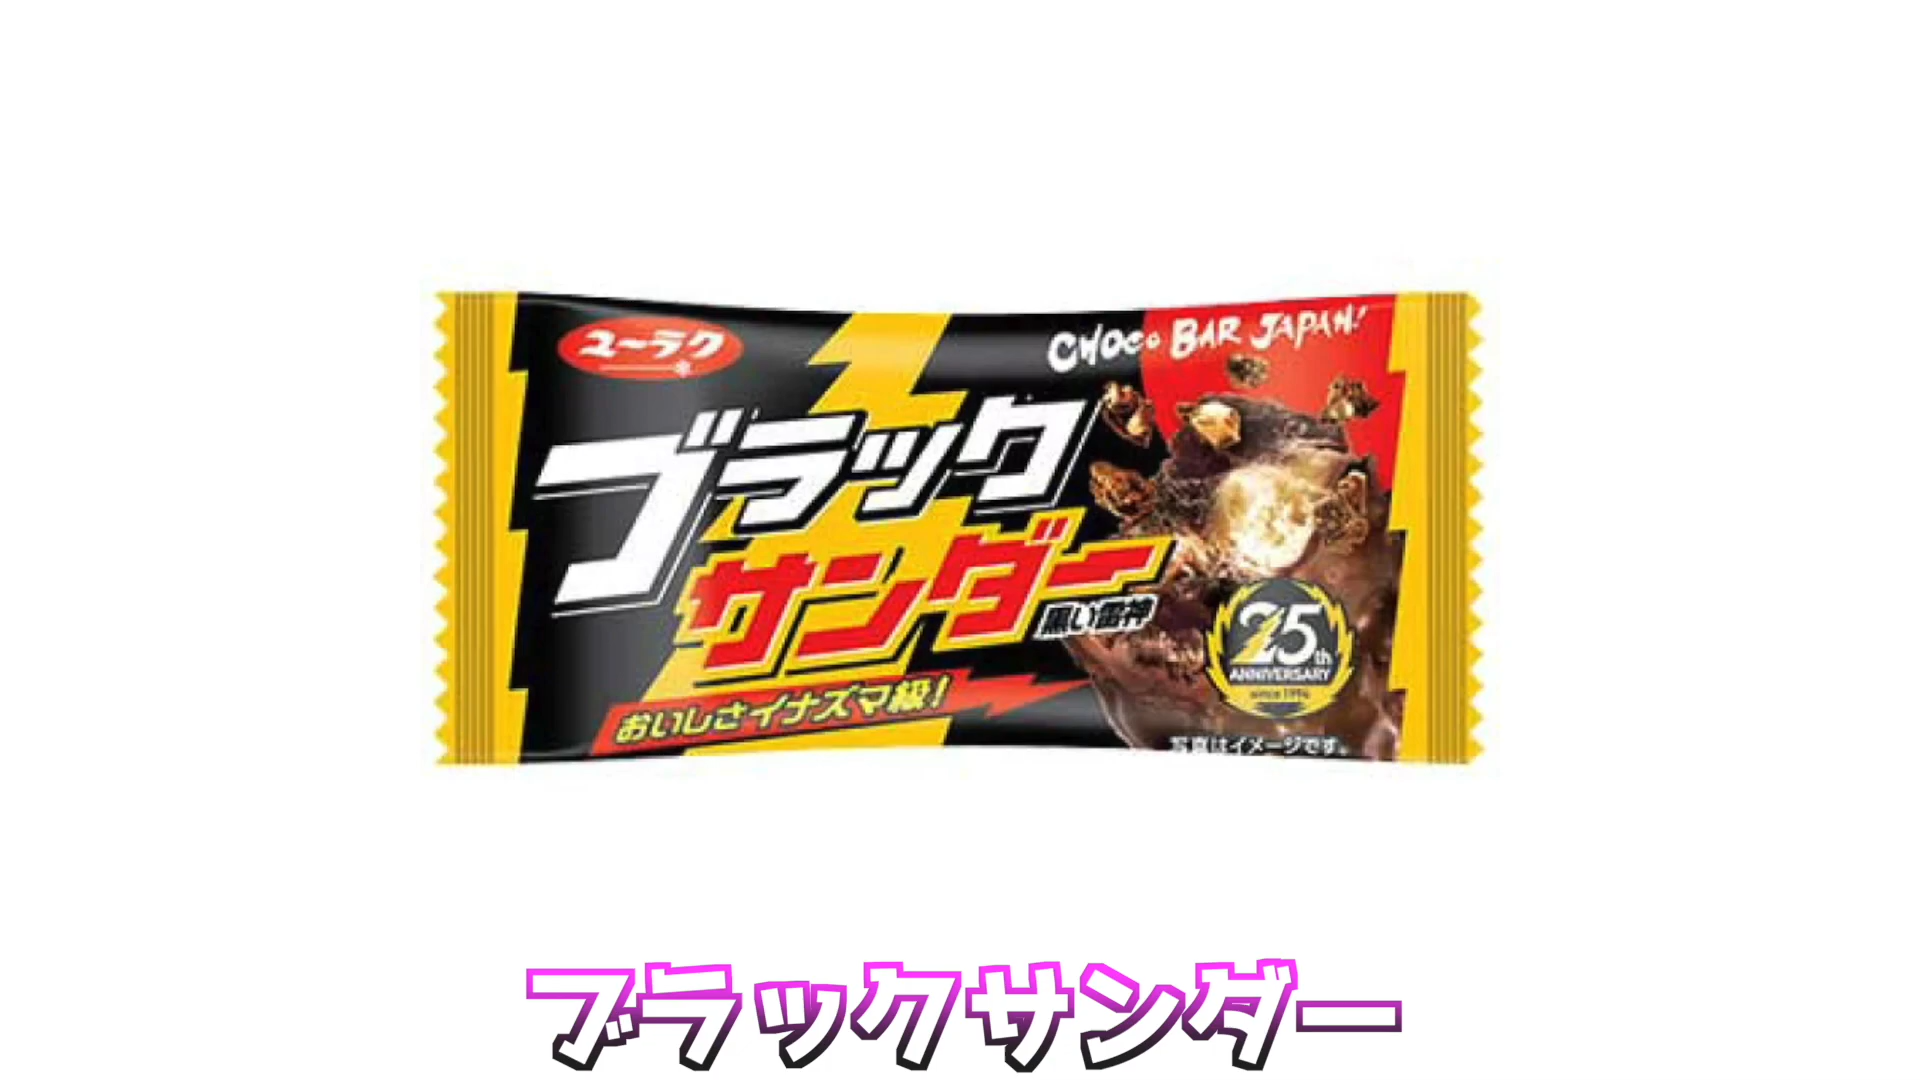 ユーラク
CHOCO BAR JAPAN!
ブラック
サンダー
黒い雷神
おいしさイナズマ級!
25th
ANNIVERSARY
since 1994
写真はイメージです。
ブラックサンダー